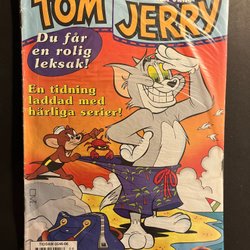 TOM
JERRY
Du får
en rolig
leksak!
En tidning
laddad med
härliga serier!